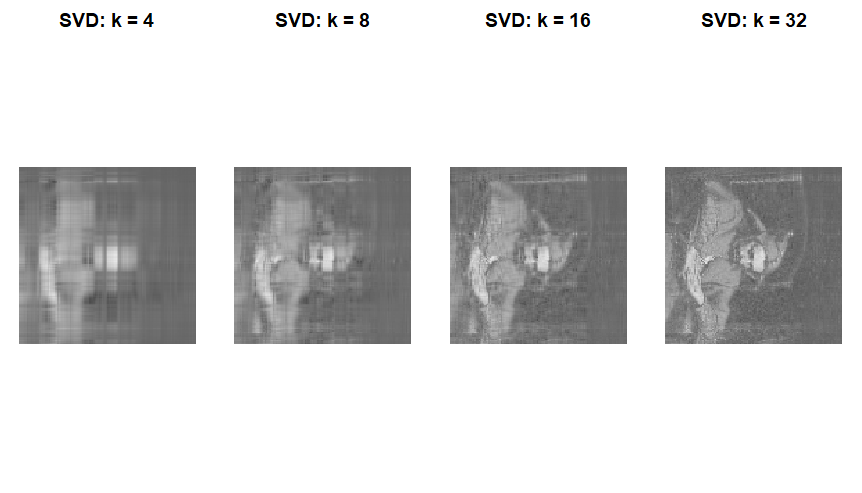 SVD: k = 4
SVD: k = 8
SVD: k = 16
SVD: k = 32